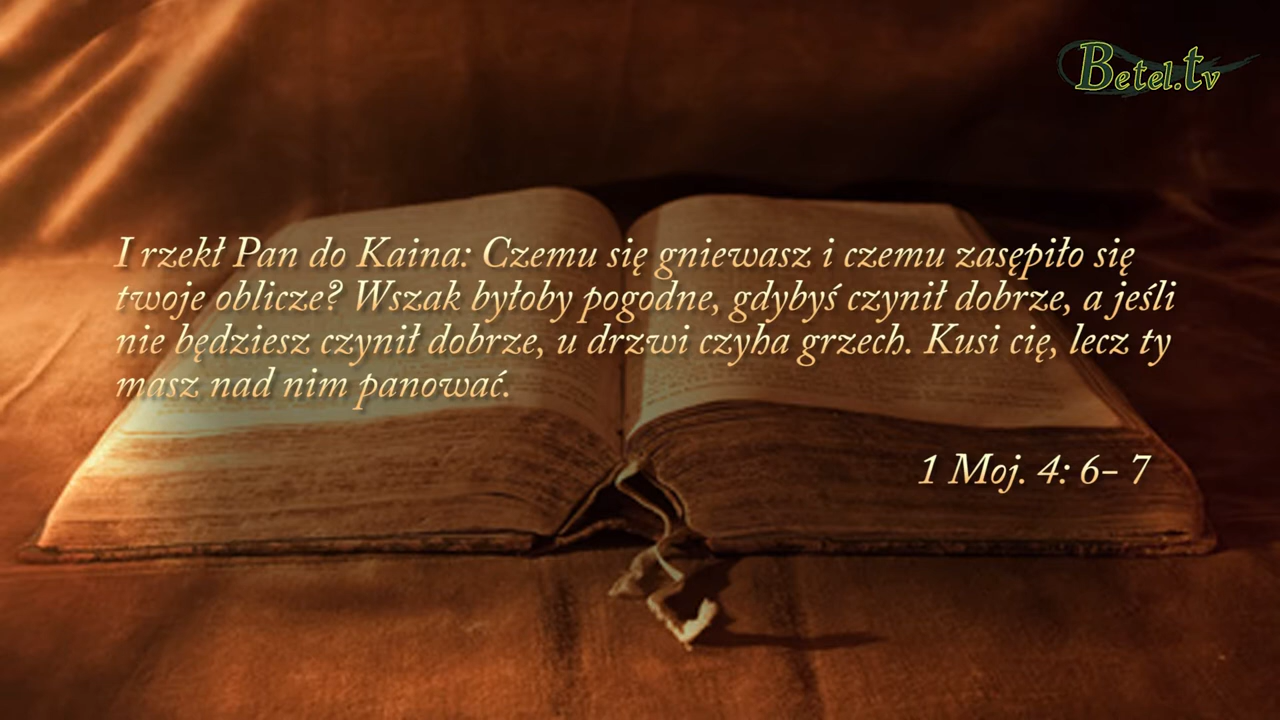 Betel.tv
I rzekł Pan do Kaina: Czemu się gniewasz i czemu zasępiło się
twoje oblicze? Wszak byłoby pogodne, gdybyś czynił dobrze, a jeśli
nie będziesz czynił dobrze, u drzwi czyha grzech. Kusi cię, lecz ty
masz nad nim panować.
1 Moj. 4: 6- 7